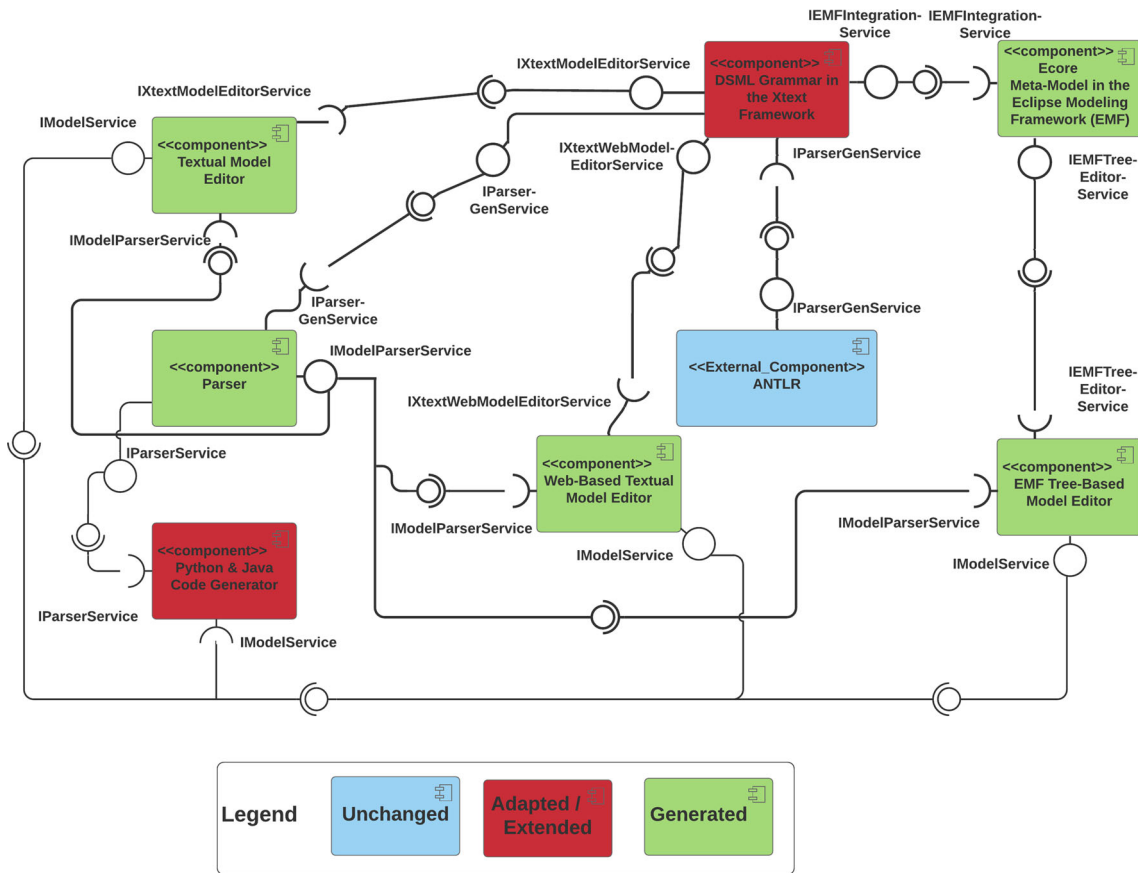 IEMFIntegration-
Service
IEMFIntegration-
Service
<<component>>
DSML Grammar in
the Xtext
Framework
<<component>>
Ecore
Meta-Model in the
Eclipse Modeling
Framework (EMF)
IXtextModelEditorService
IXtextModelEditorService
IModelService
<<component>>
Textual Model
Editor
IXtextWebModel-
EditorService
IParserGenService
IParser-
GenService
IEMFTree-
Editor-
Service
IModelParserService
IParser-
GenService
IParserGenService
<<component>>
Parser
IModelParserService
<<External_Component>>
ANTLR
IEMFTree-
Editor-
Service
IXtextWebModelEditorService
IParserService
<<component>>
Web-Based Textual
Model Editor
<<component>>
EMF Tree-Based
Model Editor
IModelParserService
IModelParserService
<<component>>
Python & Java
Code Generator
IModelService
IModelService
IParserService
IModelService
Legend
Unchanged
Adapted /
Extended
Generated